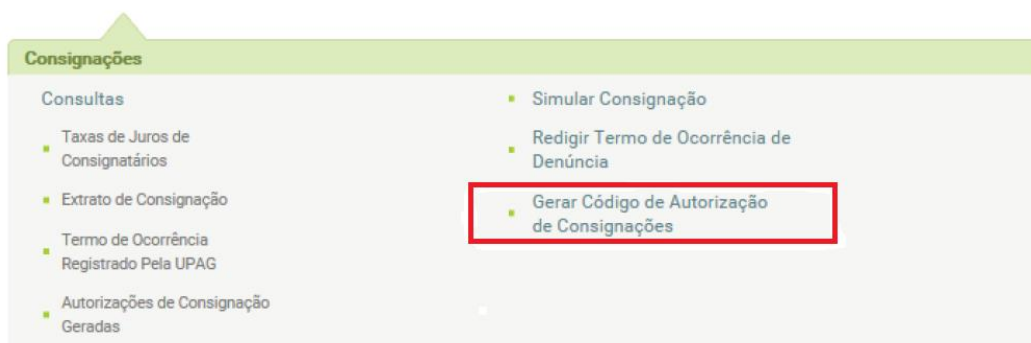 Consignações
Consultas
Taxas de Juros de
Consignatários
Extrato de Consignação
Termo de Ocorrência
Registrado Pela UPAG
Autorizações de Consignação
Geradas
Simular Consignação
Redigir Termo de Ocorrência de
Denúncia
Gerar Código de Autorização
de Consignações